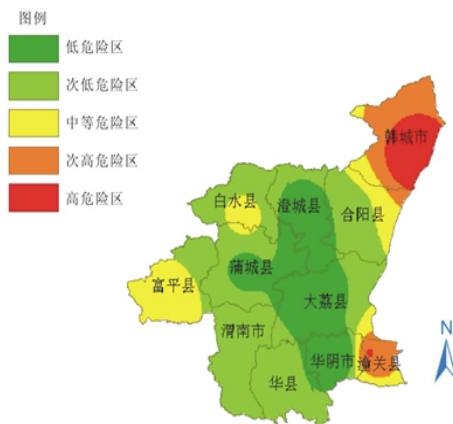 图例
低危险区
次低危险区
中等危险区
次高危险区
高危险区
韩城市
白水县
澄城县
合阳县
蒲城县
富平县
大荔县
渭南市
华阴市
潼关县
华县
N